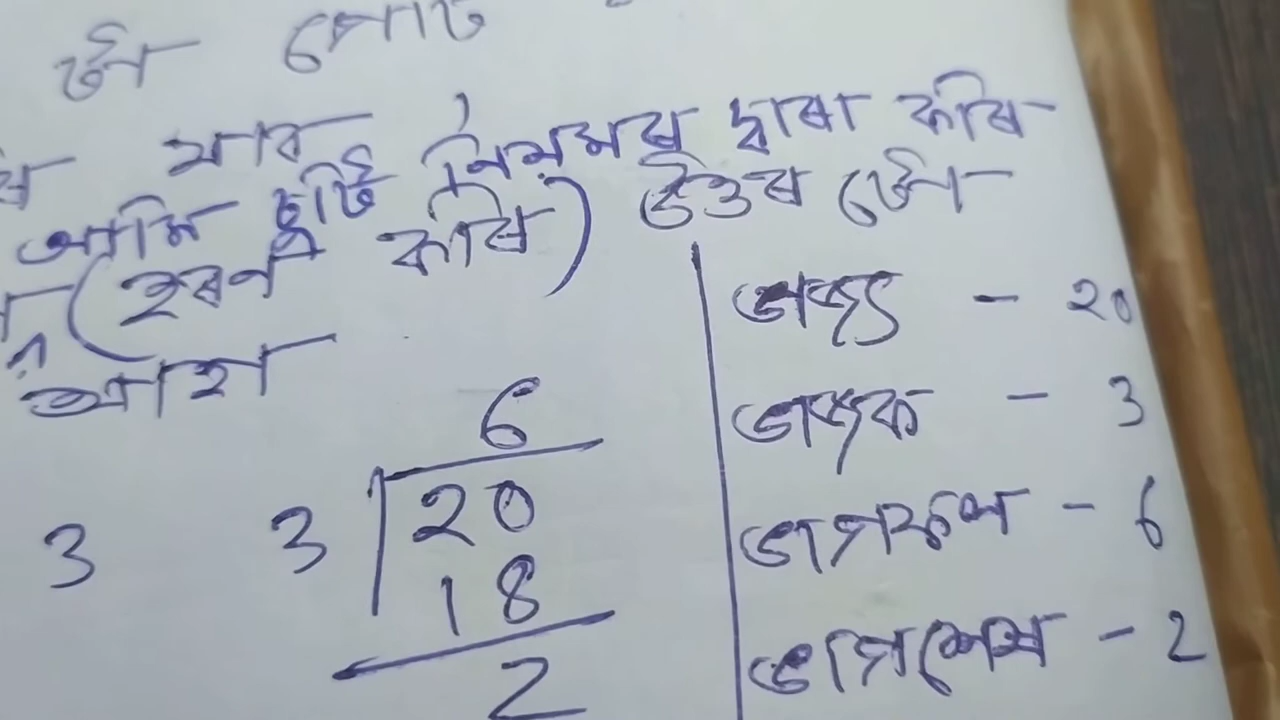 টো গোট
যাব
আমি দুটি নিয়মৰ দ্বাৰা কৰি
(হৰণ কৰি) উত্তৰ টো
আহা
ভাজ্য - 20
ভাজক - 3
ভাগফল - 6
ভাগশেষ - 2
6
3 3 20
18
2